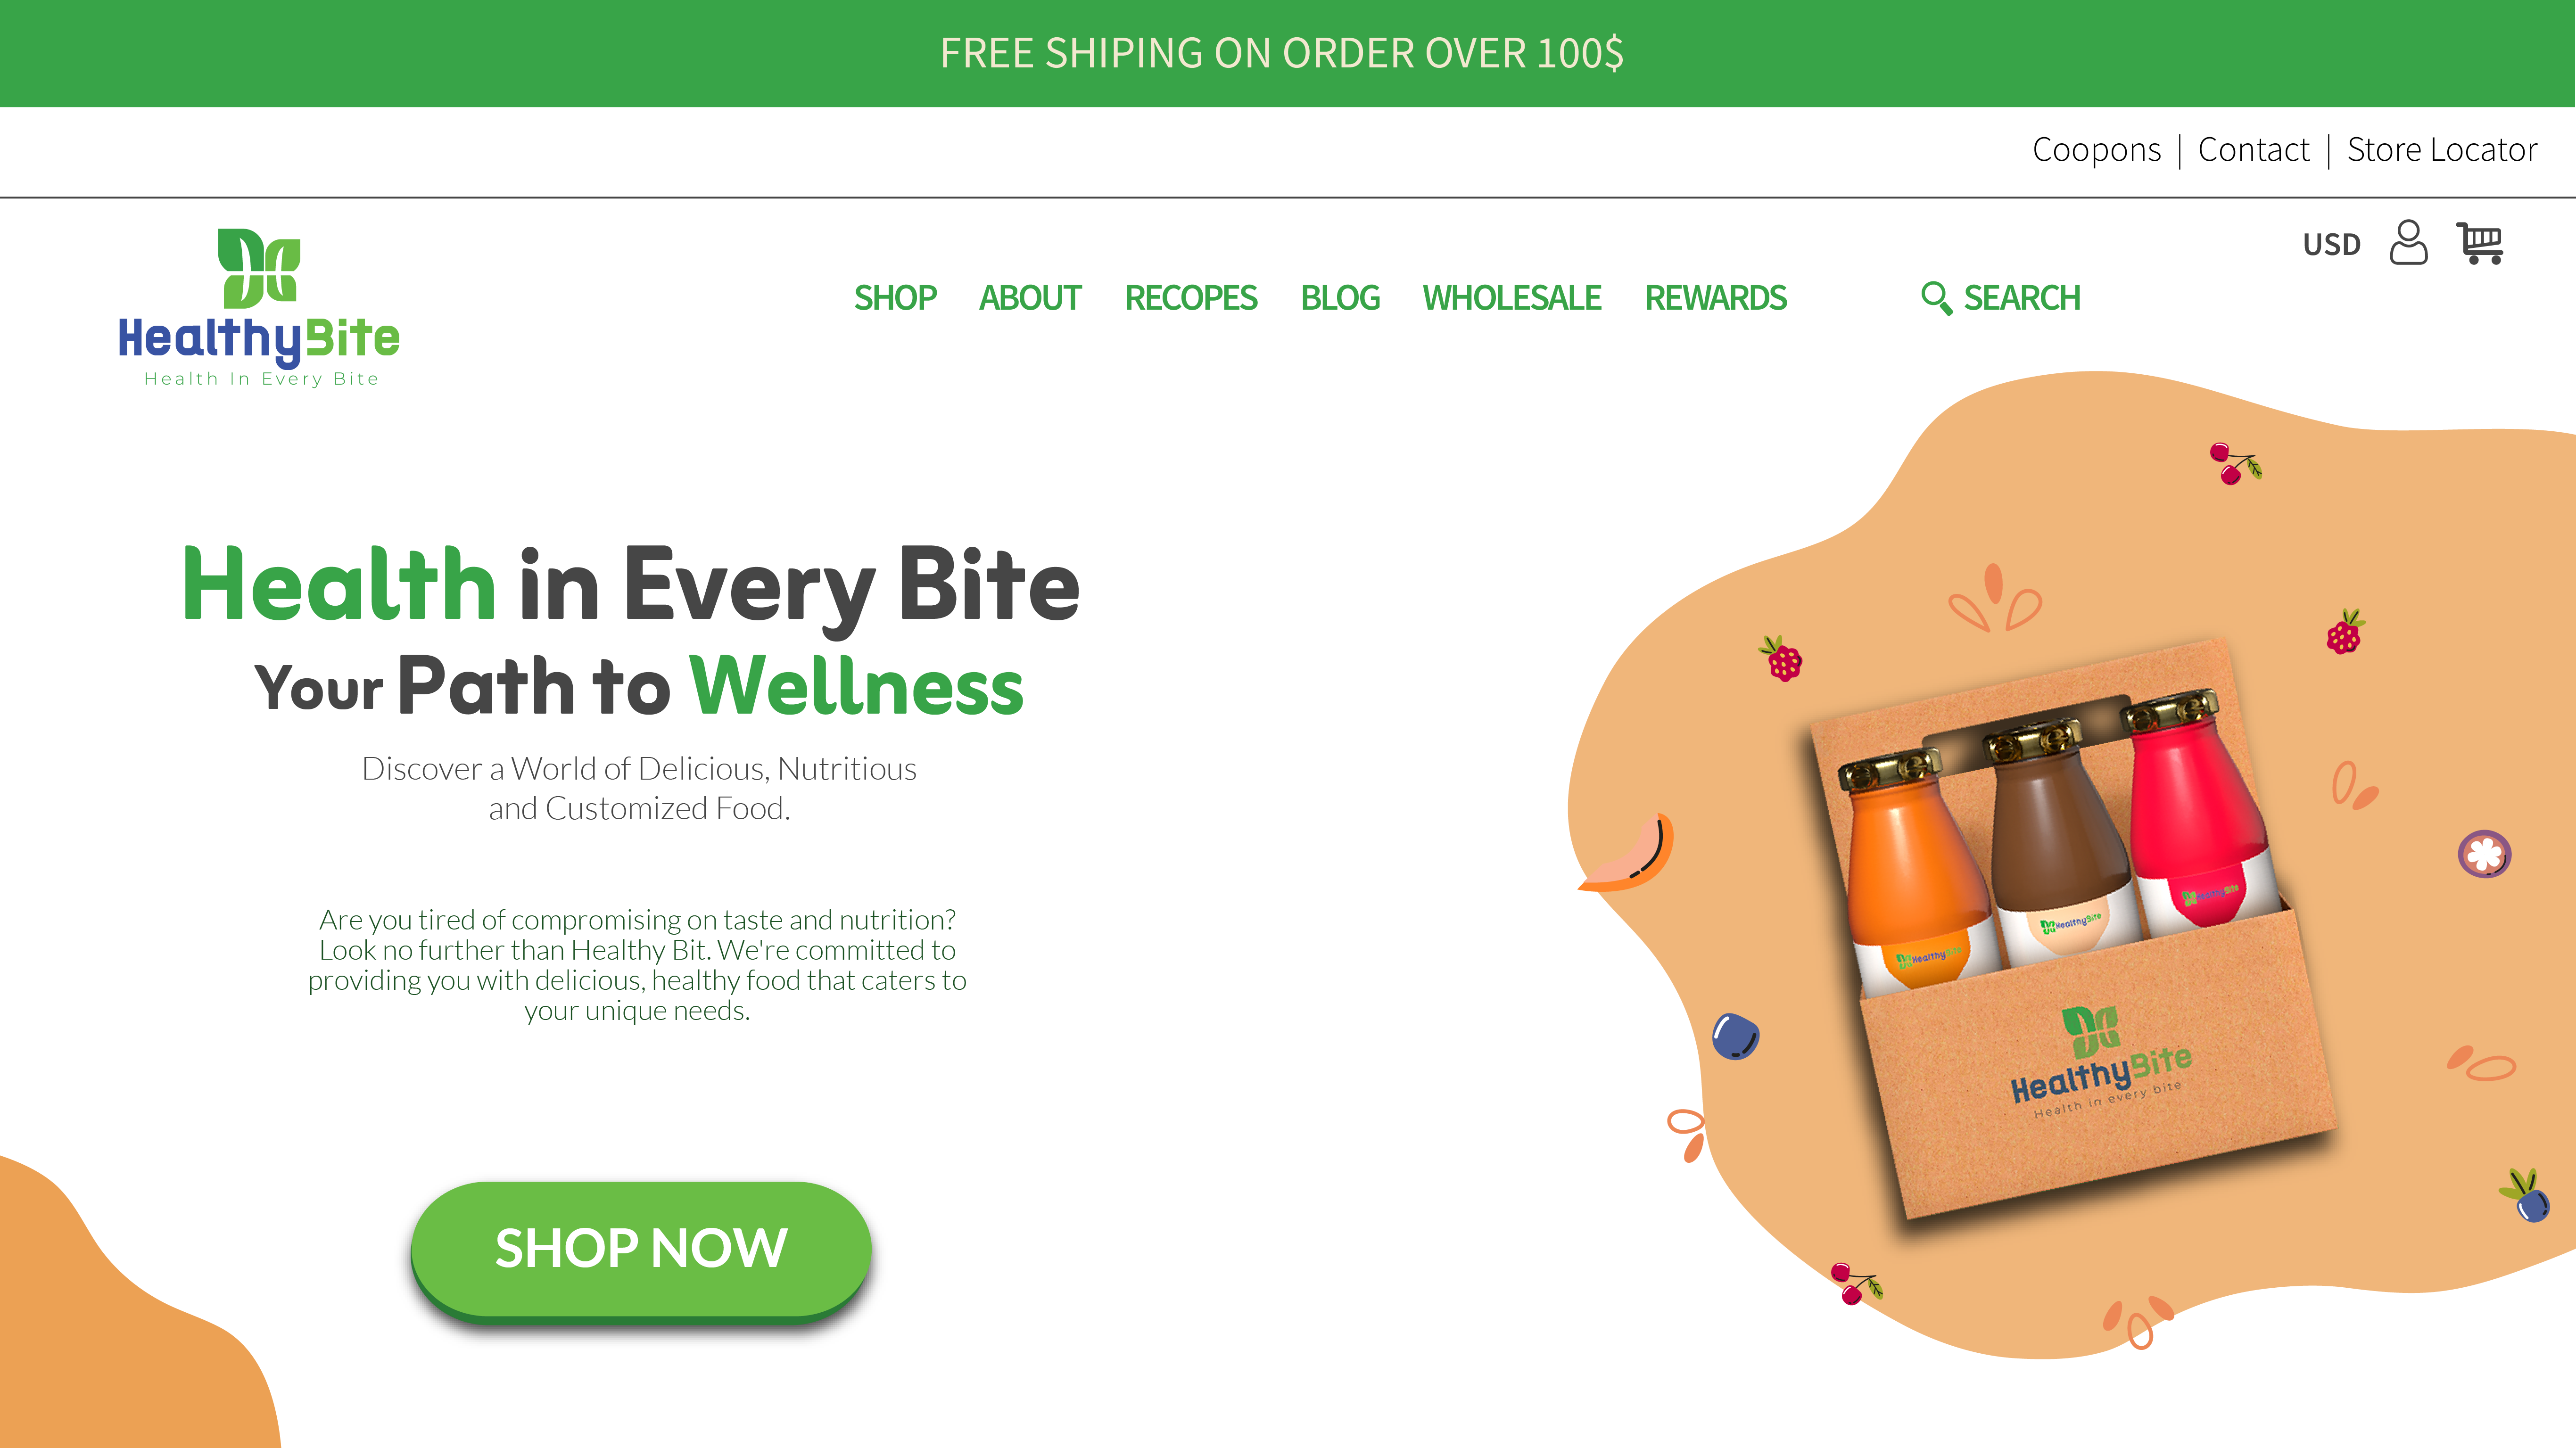 FREE SHIPING ON ORDER OVER 100$
Coopons | Contact | Store Locator
USD
SHOP ABOUT RECOPES BLOG WHOLESALE REWARDS SEARCH
HealthyBite
Health In Every Bite
Health in Every Bite
Your Path to Wellness
Discover a World of Delicious, Nutritious
and Customized Food.
Are you tired of compromising on taste and nutrition?
Look no further than Healthy Bit. We're committed to
providing you with delicious, healthy food that caters to
your unique needs.
SHOP NOW
HealthyBite
HealthyBite
HealthyBite
HealthyBite
Health in every bite